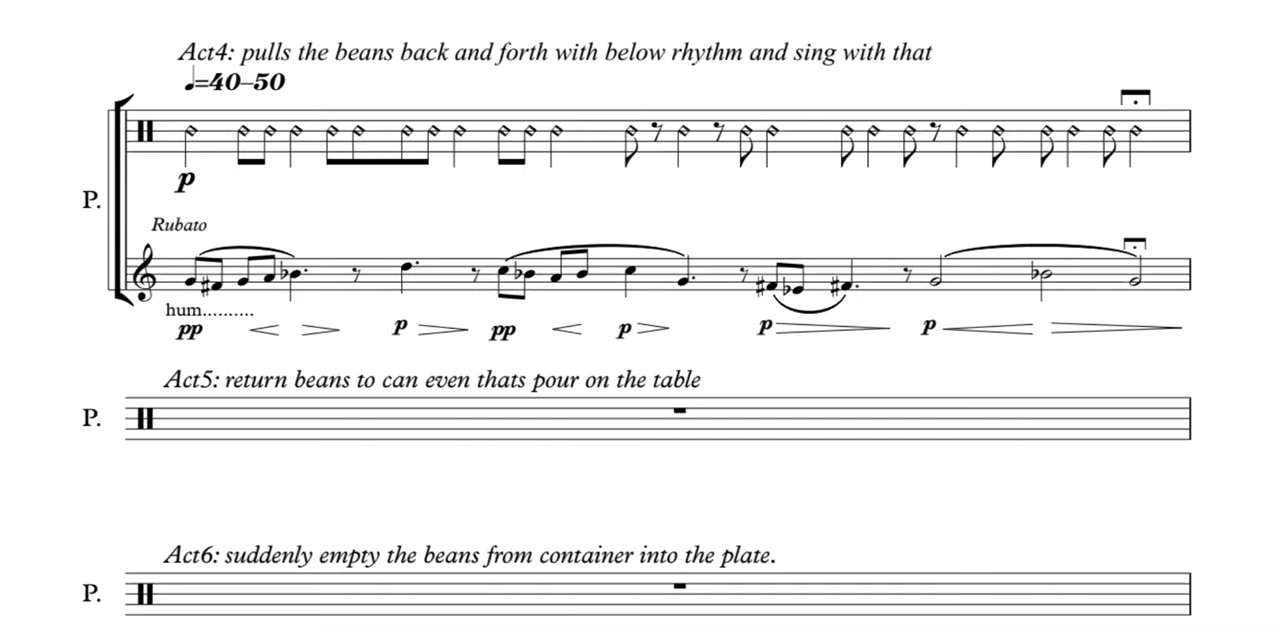 Act4: pulls the beans back and forth with below rhythm and sing with that
♩=40–50
p
P.
Rubato
hum..........
pp p pp p p p
Act5: return beans to can even thats pour on the table
P.
Act6: suddenly empty the beans from container into the plate.
P.